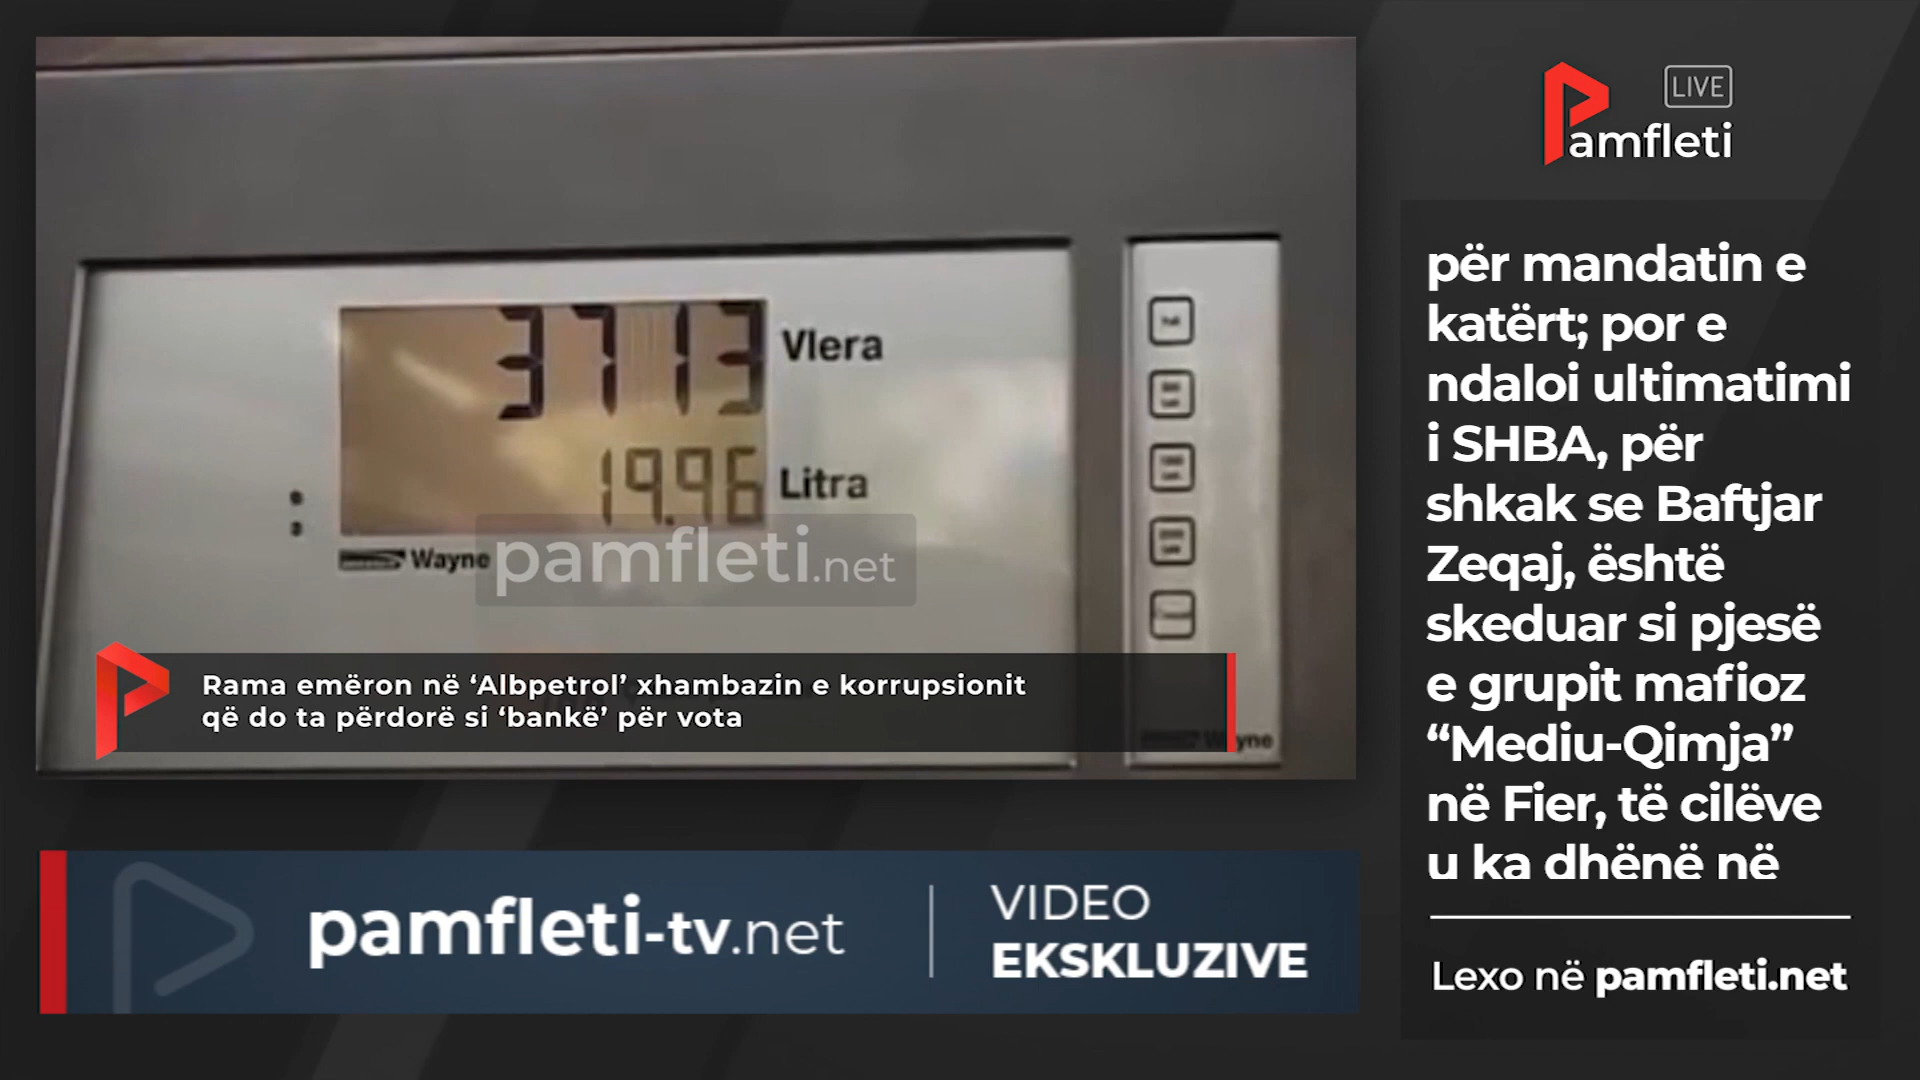 3713 Vlera
19.96 Litra
Wayne
pamfleti.net
Rama emëron në ‘Albpetrol’ xhambazin e korrupsionit
që do ta përdorë si ‘bankë’ për vota
pamfleti-tv.net
VIDEO
EKSKLUZIVE
LIVE
Pamfleti
për mandatin e
katërt; por e
ndaloi ultimatimi
i SHBA, për
shkak se Baftjar
Zeqaj, është
skeduar si pjesë
e grupit mafioz
“Mediu-Qimja”
në Fier, të cilëve
u ka dhënë në
Lexo në pamfleti.net